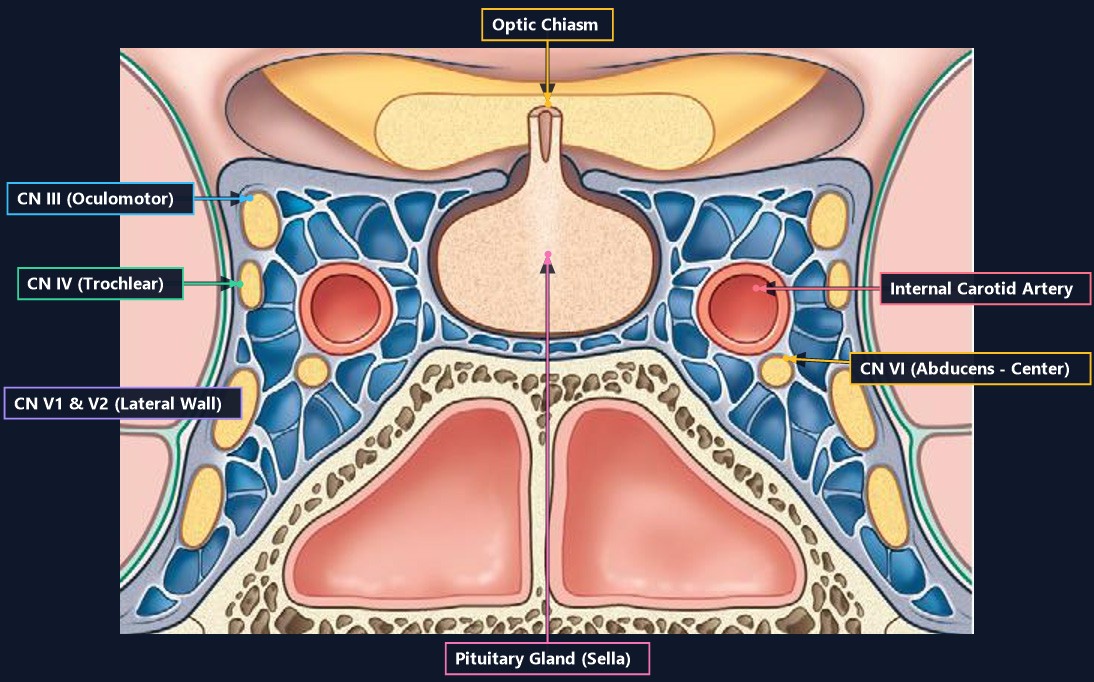 Optic Chiasm
CN III (Oculomotor)
CN IV (Trochlear)
Internal Carotid Artery
CN VI (Abducens - Center)
CN V1 & V2 (Lateral Wall)
Pituitary Gland (Sella)